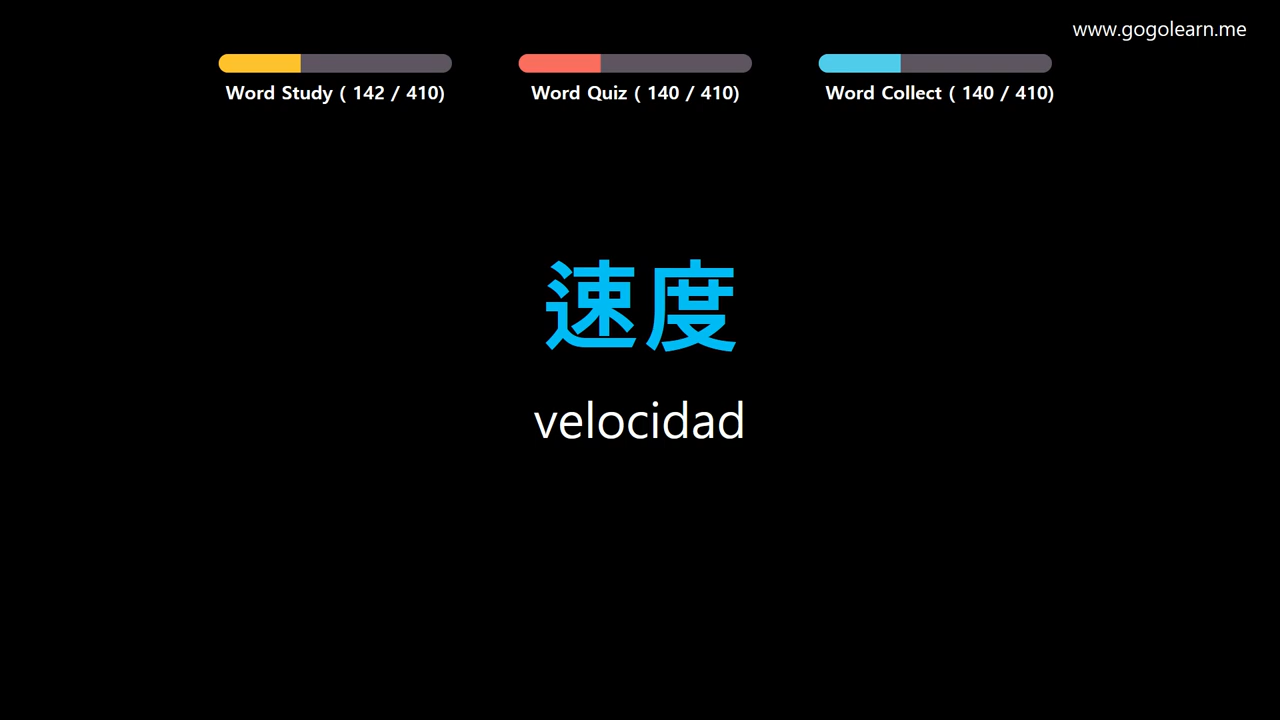 www.gogolearn.me
Word Study ( 142 / 410)
Word Quiz ( 140 / 410)
Word Collect ( 140 / 410)
速度
velocidad